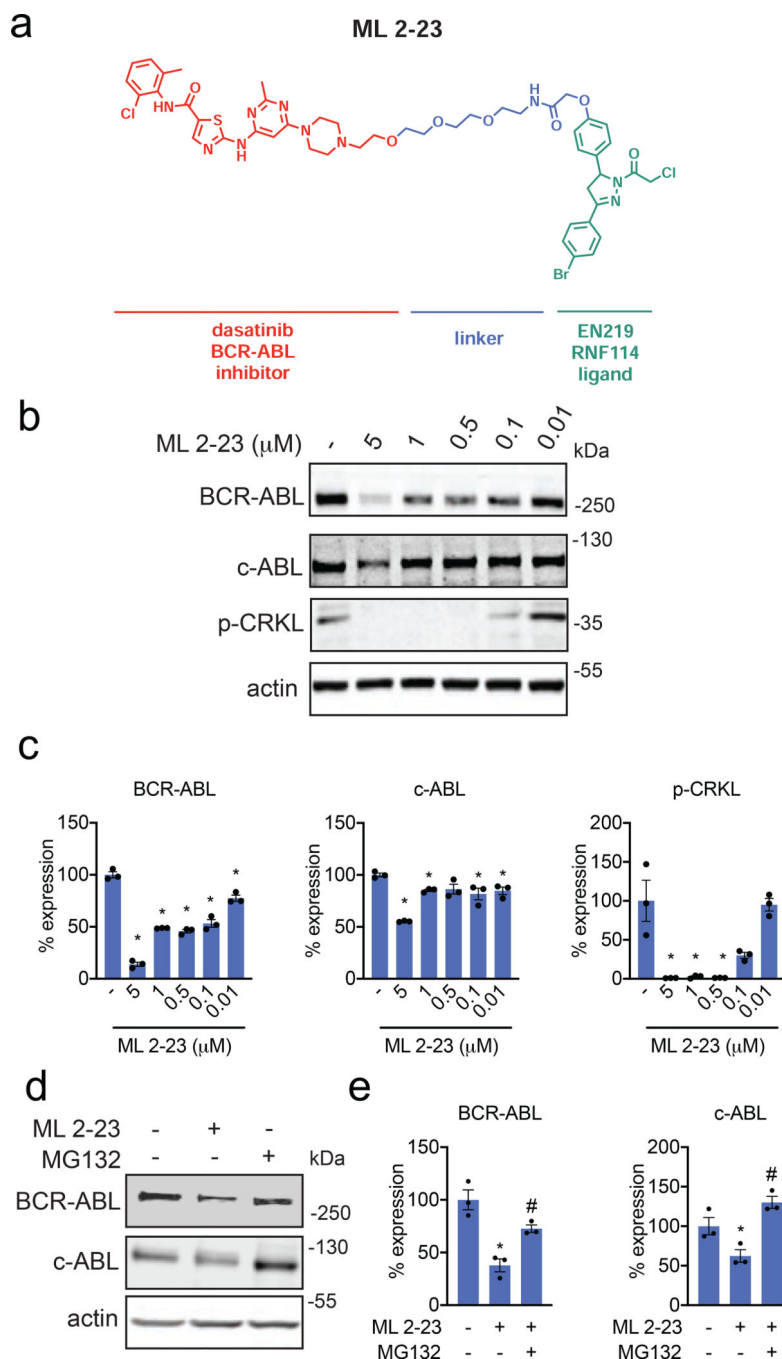 a
ML 2-23
Cl
Me
NH
O
S
N
N
H
Me
N
N
N
N
O
O
O
H
N
O
O
O
N
N
Cl
Br
dasatinib
BCR-ABL
inhibitor
linker
EN219
RNF114
ligand
b
ML 2-23 (μM) - 5 1 0.5 0.1 0.01 kDa
BCR-ABL -250
-130
c-ABL
p-CRKL -35
-55
actin
c
BCR-ABL
% expression
150
100
50
0
* * * * *
- 5 1 0.5 0.1 0.01
ML 2-23 (μM)
c-ABL
% expression
150
100
50
0
* * * *
- 5 1 0.5 0.1 0.01
ML 2-23 (μM)
p-CRKL
% expression
200
150
100
50
0
* * *
- 5 1 0.5 0.1 0.01
ML 2-23 (μM)
d
ML 2-23 - + -
MG132 - - + kDa
BCR-ABL -250
-130
c-ABL
-55
actin
e
BCR-ABL
% expression
150
100
50
0
* #
ML 2-23 - + +
MG132 - - +
c-ABL
% expression
150
100
50
0
* #
ML 2-23 - + +
MG132 - - +